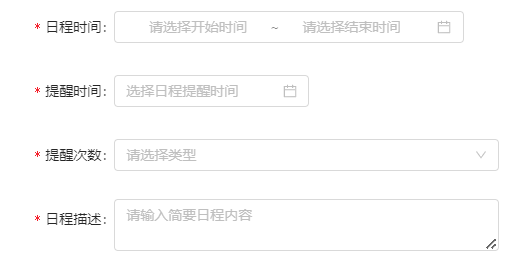 * 日程时间: 请选择开始时间 ~ 请选择结束时间
* 提醒时间: 选择日程提醒时间
* 提醒次数: 请选择类型
* 日程描述: 请输入简要日程内容